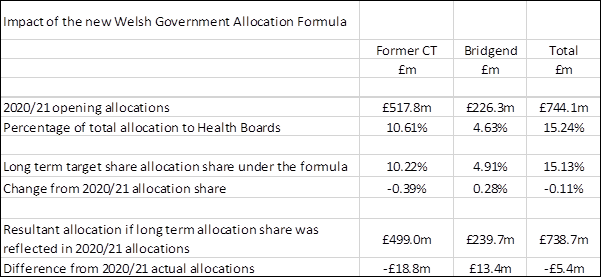 Impact of the new Welsh Government Allocation Formula
Former CT Bridgend Total
£m £m £m
2020/21 opening allocations £517.8m £226.3m £744.1m
Percentage of total allocation to Health Boards 10.61% 4.63% 15.24%
Long term target share allocation share under the formula 10.22% 4.91% 15.13%
Change from 2020/21 allocation share -0.39% 0.28% -0.11%
Resultant allocation if long term allocation share was
reflected in 2020/21 allocations £499.0m £239.7m £738.7m
Difference from 2020/21 actual allocations -£18.8m £13.4m -£5.4m